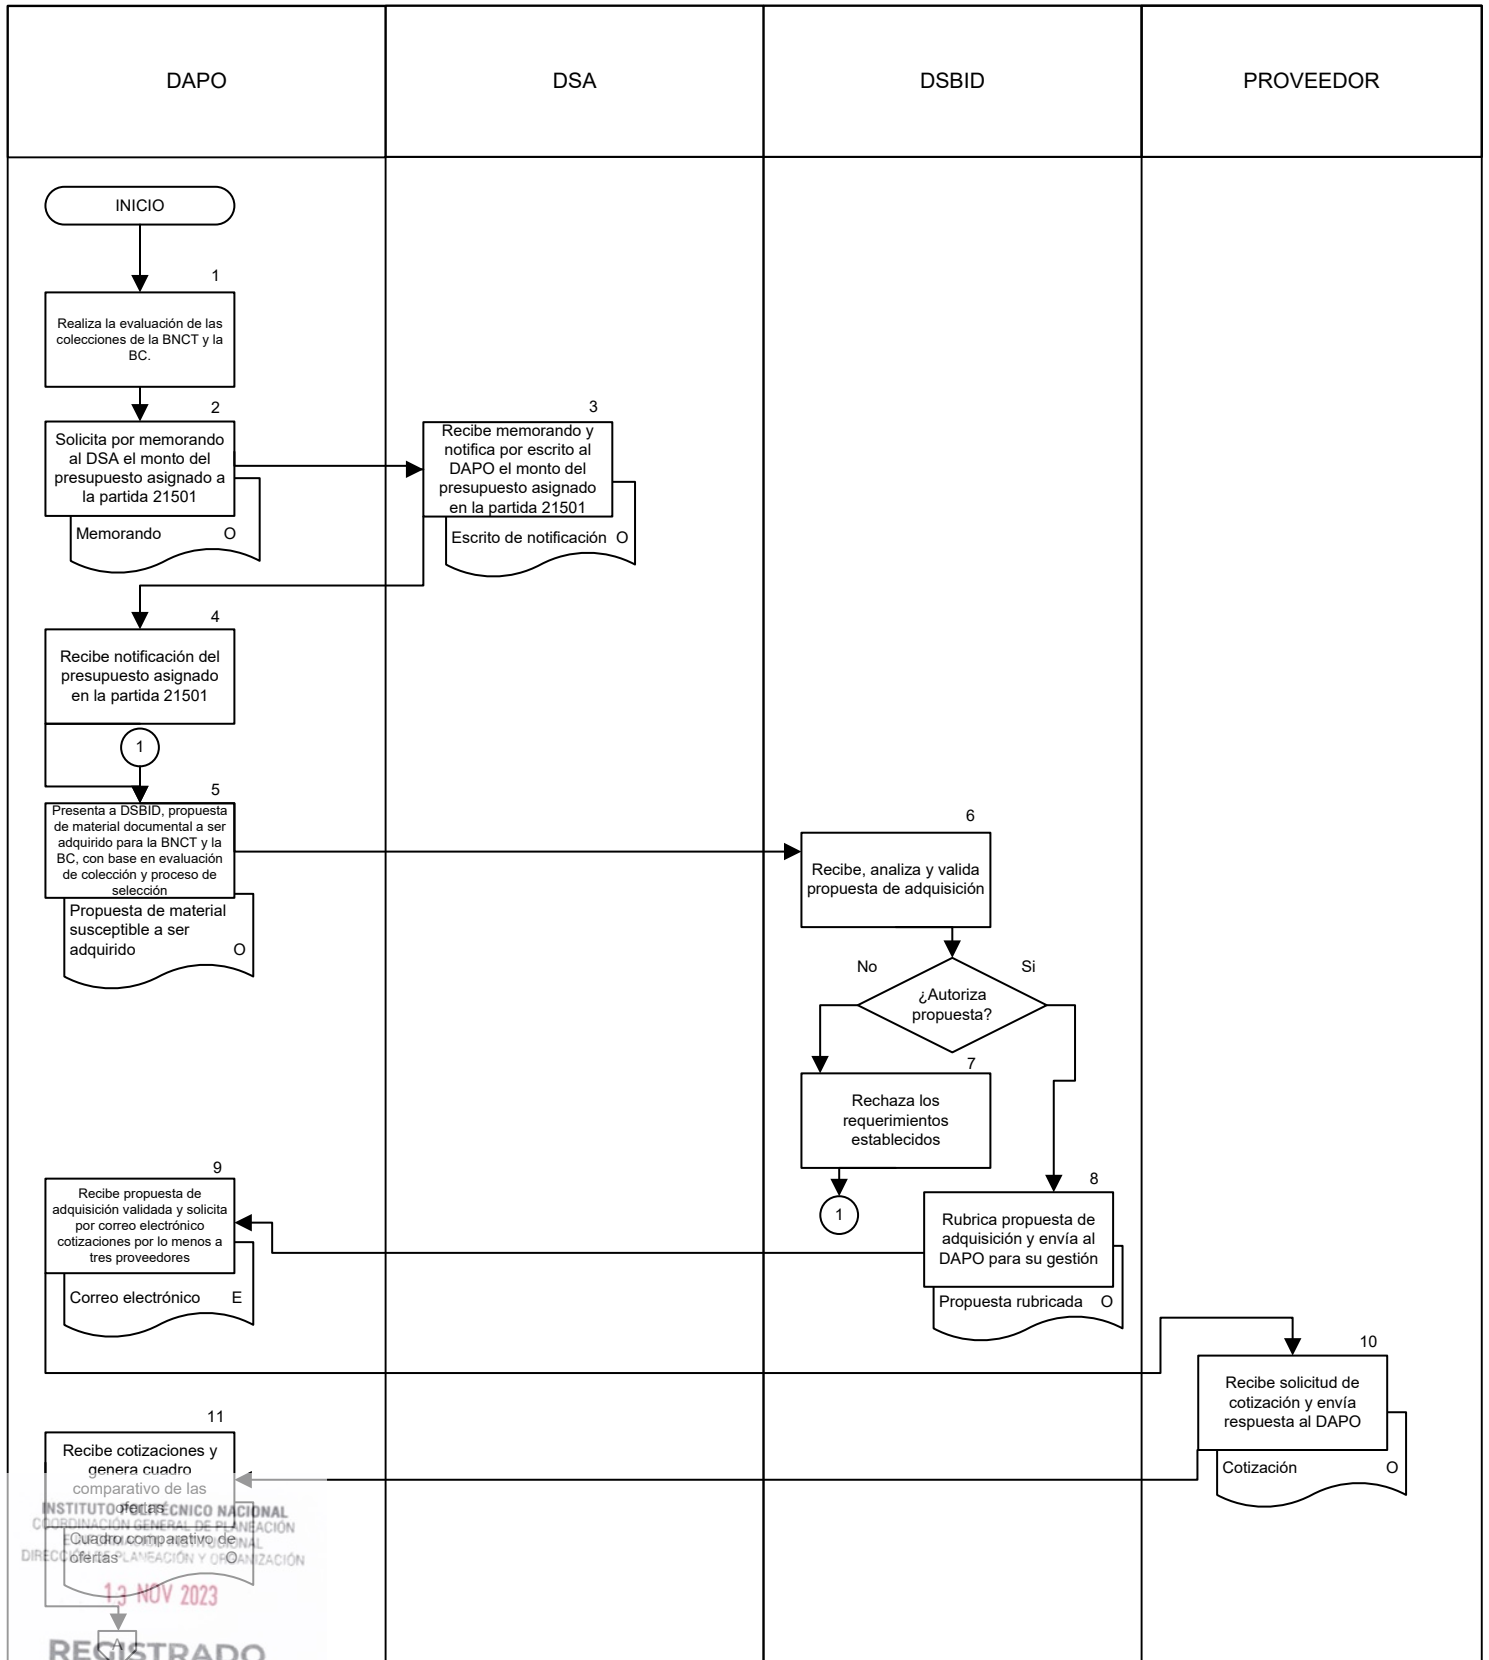 DAPO
DSA
DSBID
PROVEEDOR
INICIO
1
Realiza la evaluación de las
colecciones de la BNCT y la
BC.
2
Solicita por memorando
al DSA el monto del
presupuesto asignado a
la partida 21501
Memorando O
3
Recibe memorando y
notifica por escrito al
DAPO el monto del
presupuesto asignado
en la partida 21501
Escrito de notificación O
4
Recibe notificación del
presupuesto asignado
en la partida 21501
1
5
Presenta a DSBID, propuesta
de material documental a ser
adquirido para la BNCT y la
BC, con base en evaluación
de colección y proceso de
selección
Propuesta de material
susceptible a ser
adquirido O
6
Recibe, analiza y valida
propuesta de adquisición
No
Si
¿Autoriza
propuesta?
7
Rechaza los
requerimientos
establecidos
1
8
Rubrica propuesta de
adquisición y envía al
DAPO para su gestión
Propuesta rubricada O
9
Recibe propuesta de
adquisición validada y solicita
por correo electrónico
cotizaciones por lo menos a
tres proveedores
Correo electrónico E
10
Recibe solicitud de
cotización y envía
respuesta al DAPO
Cotización O
11
Recibe cotizaciones y
genera cuadro
comparativo de las
ofertas
Cuadro comparativo de
ofertas O
A
INSTITUTO POLITÉCNICO NACIONAL
COORDINACIÓN GENERAL DE PLANEACIÓN
E INFORMACIÓN INSTITUCIONAL
DIRECCIÓN DE PLANEACIÓN Y ORGANIZACIÓN
13 NOV 2023
REGISTRADO